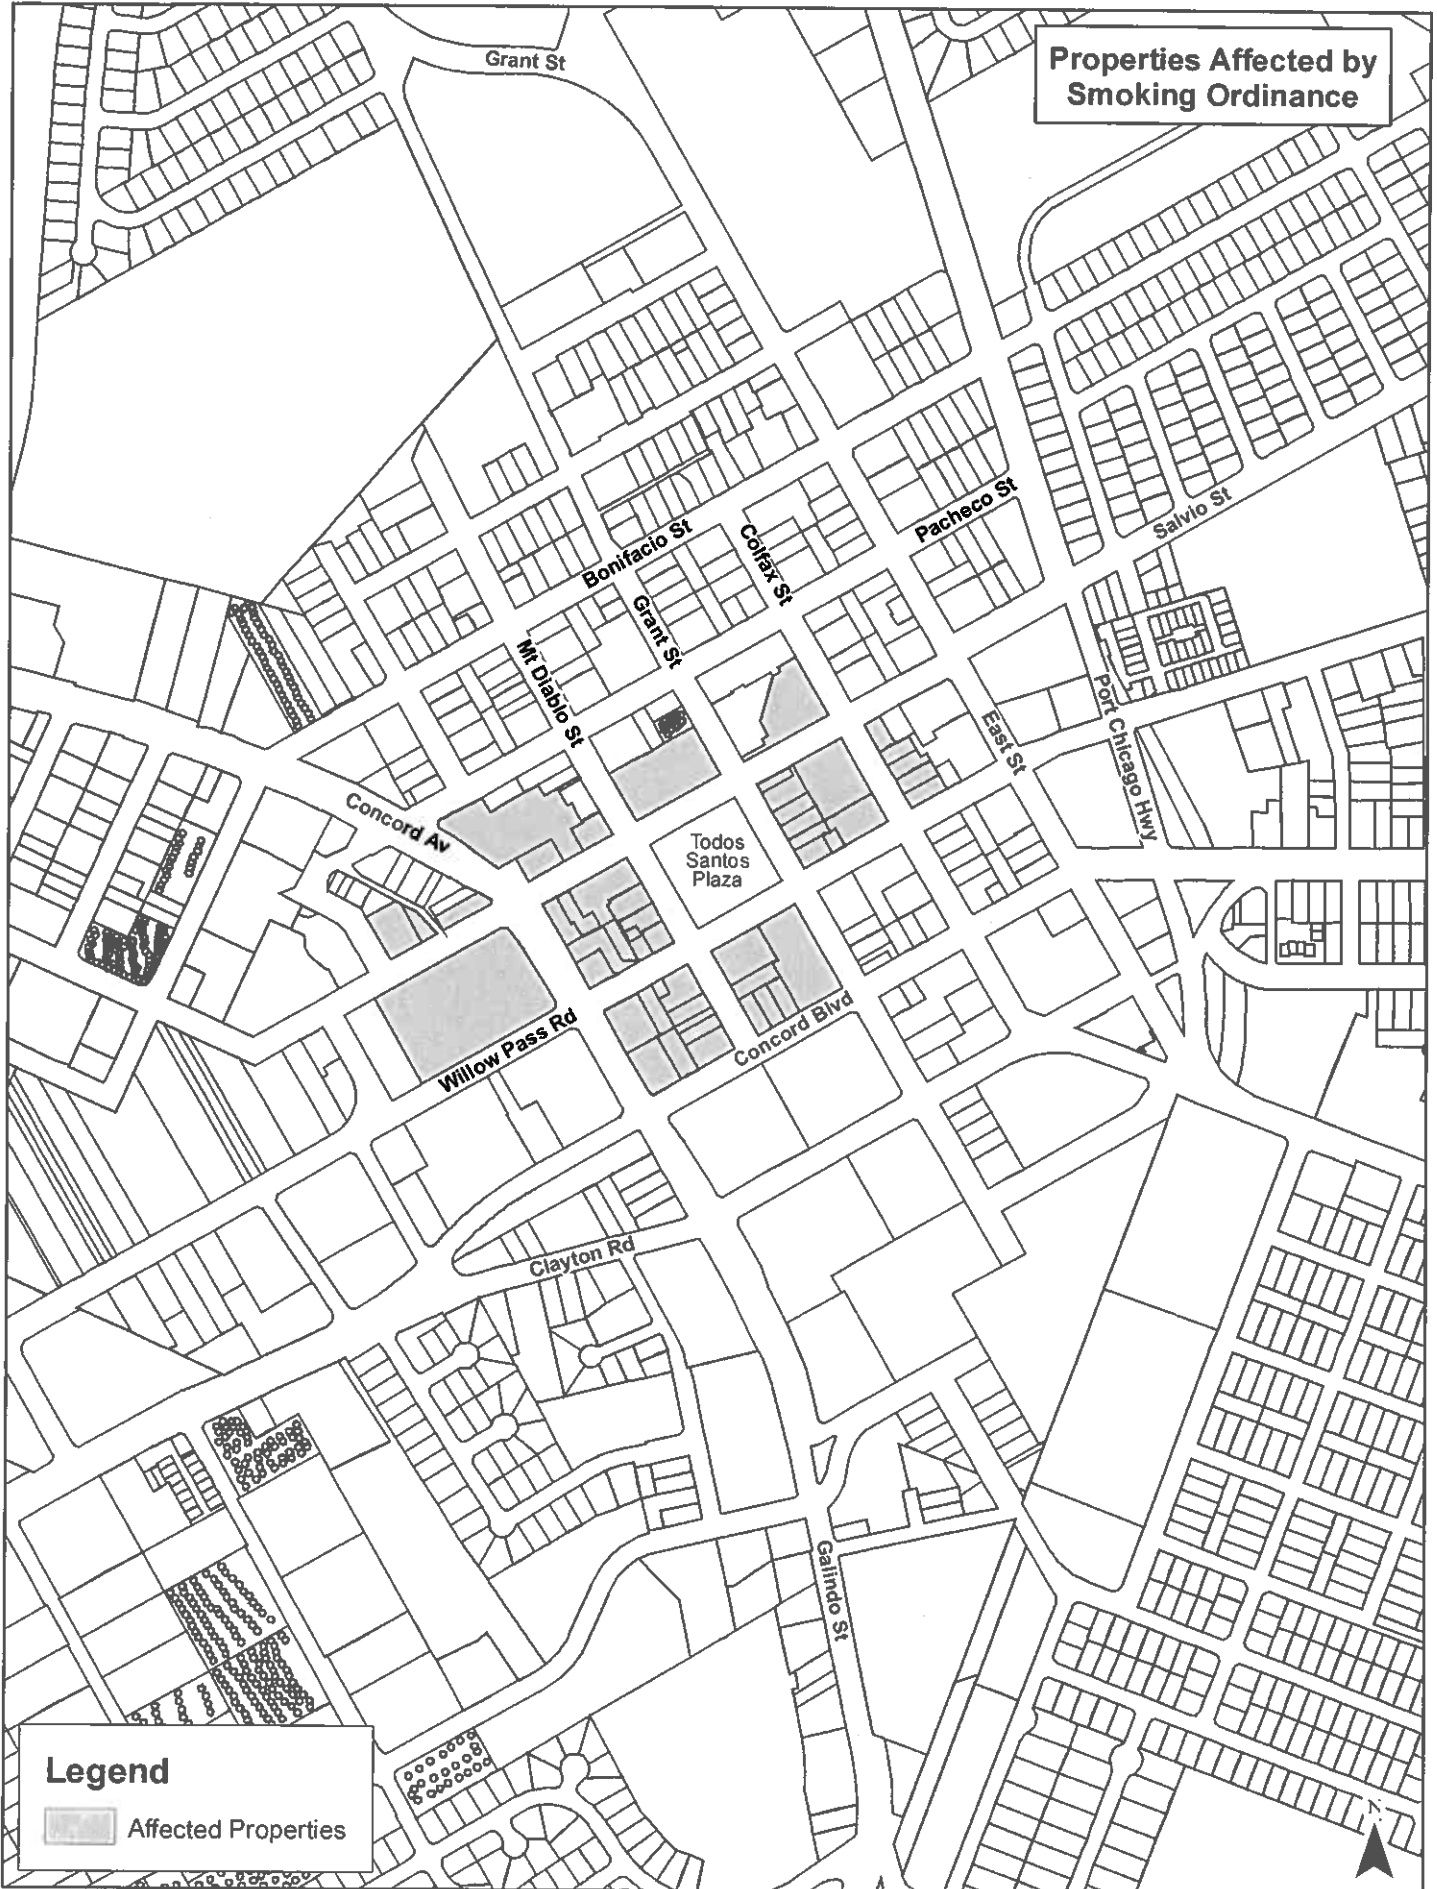 Grant St
Properties Affected by
Smoking Ordinance
Pacheco St
Salvio St
Bonifacio St
Colfax St
Grant St
Mt Diablo St
Port Chicago Hwy
East St
Concord Av
Todos
Santos
Plaza
Willow Pass Rd
Concord Blvd
Clayton Rd
Galindo St
Legend
Affected Properties
N